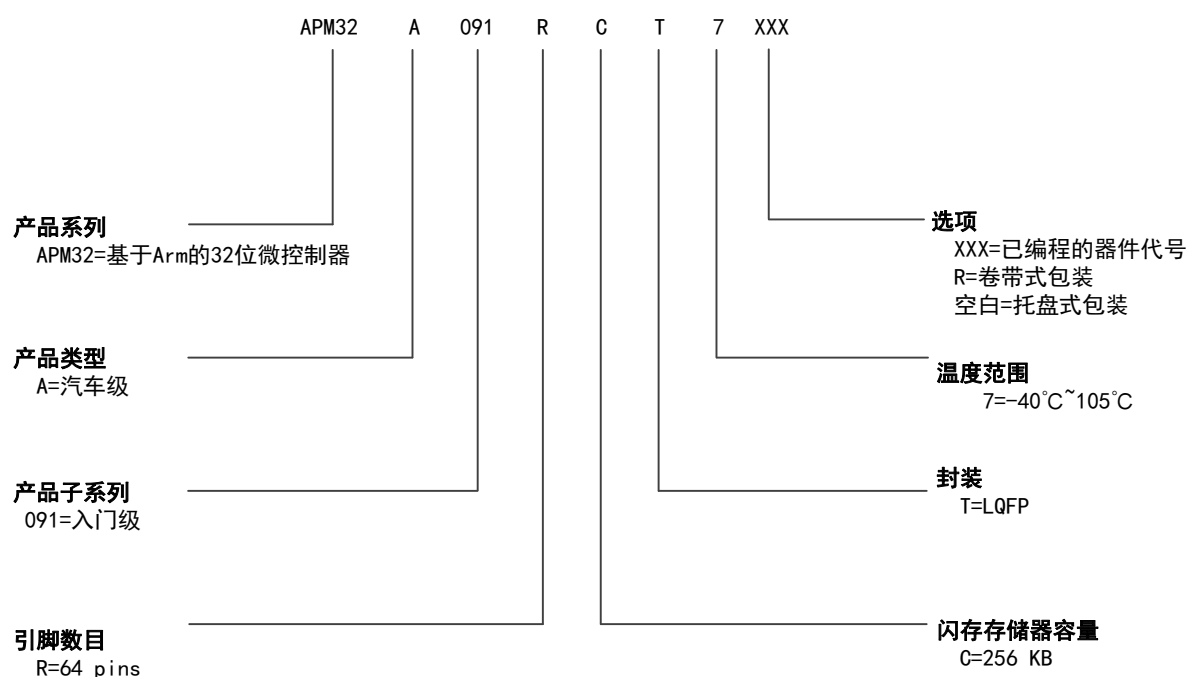 APM32 A 091 R C T 7 XXX
产品系列
APM32=基于Arm的32位微控制器
产品类型
A=汽车级
产品子系列
091=入门级
引脚数目
R=64 pins
选项
XXX=已编程的器件代号
R=卷带式包装
空白=托盘式包装
温度范围
7=-40℃~105℃
封装
T=LQFP
闪存存储器容量
C=256 KB